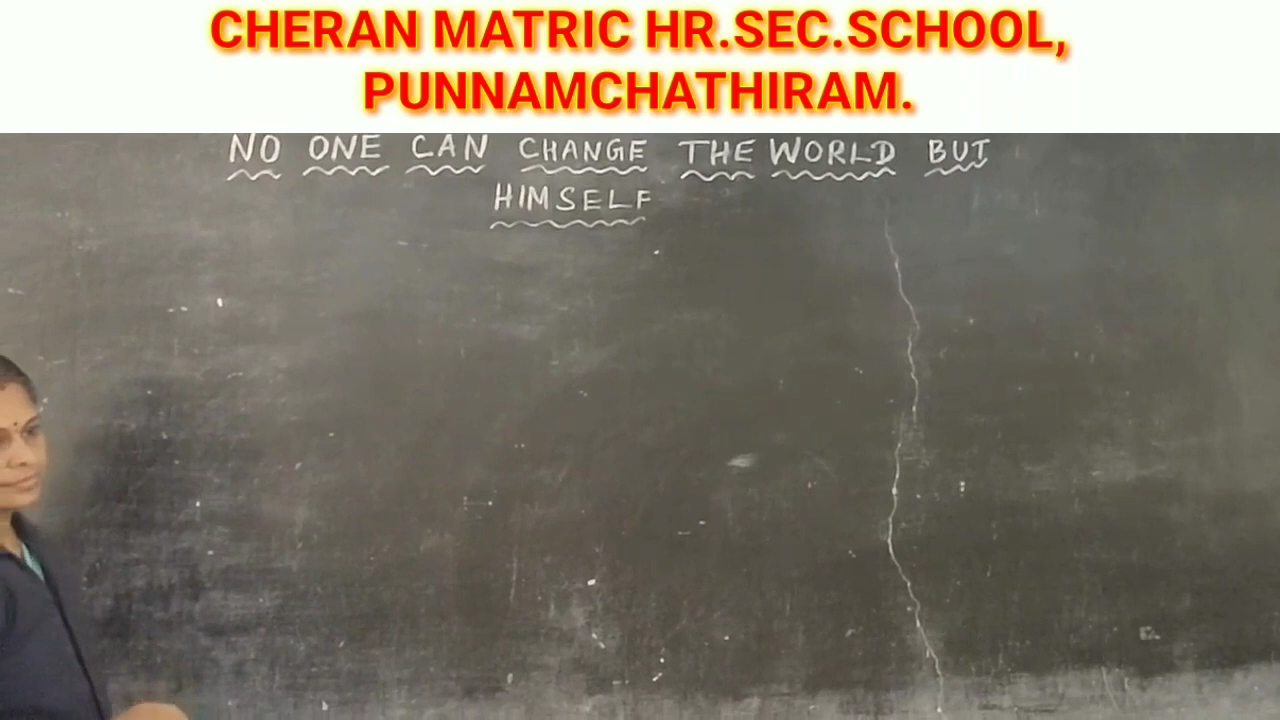 CHERAN MATRIC HR.SEC.SCHOOL,
PUNNAMCHATHIRAM.
NO ONE CAN CHANGE THE WORLD BUT
HIMSELF